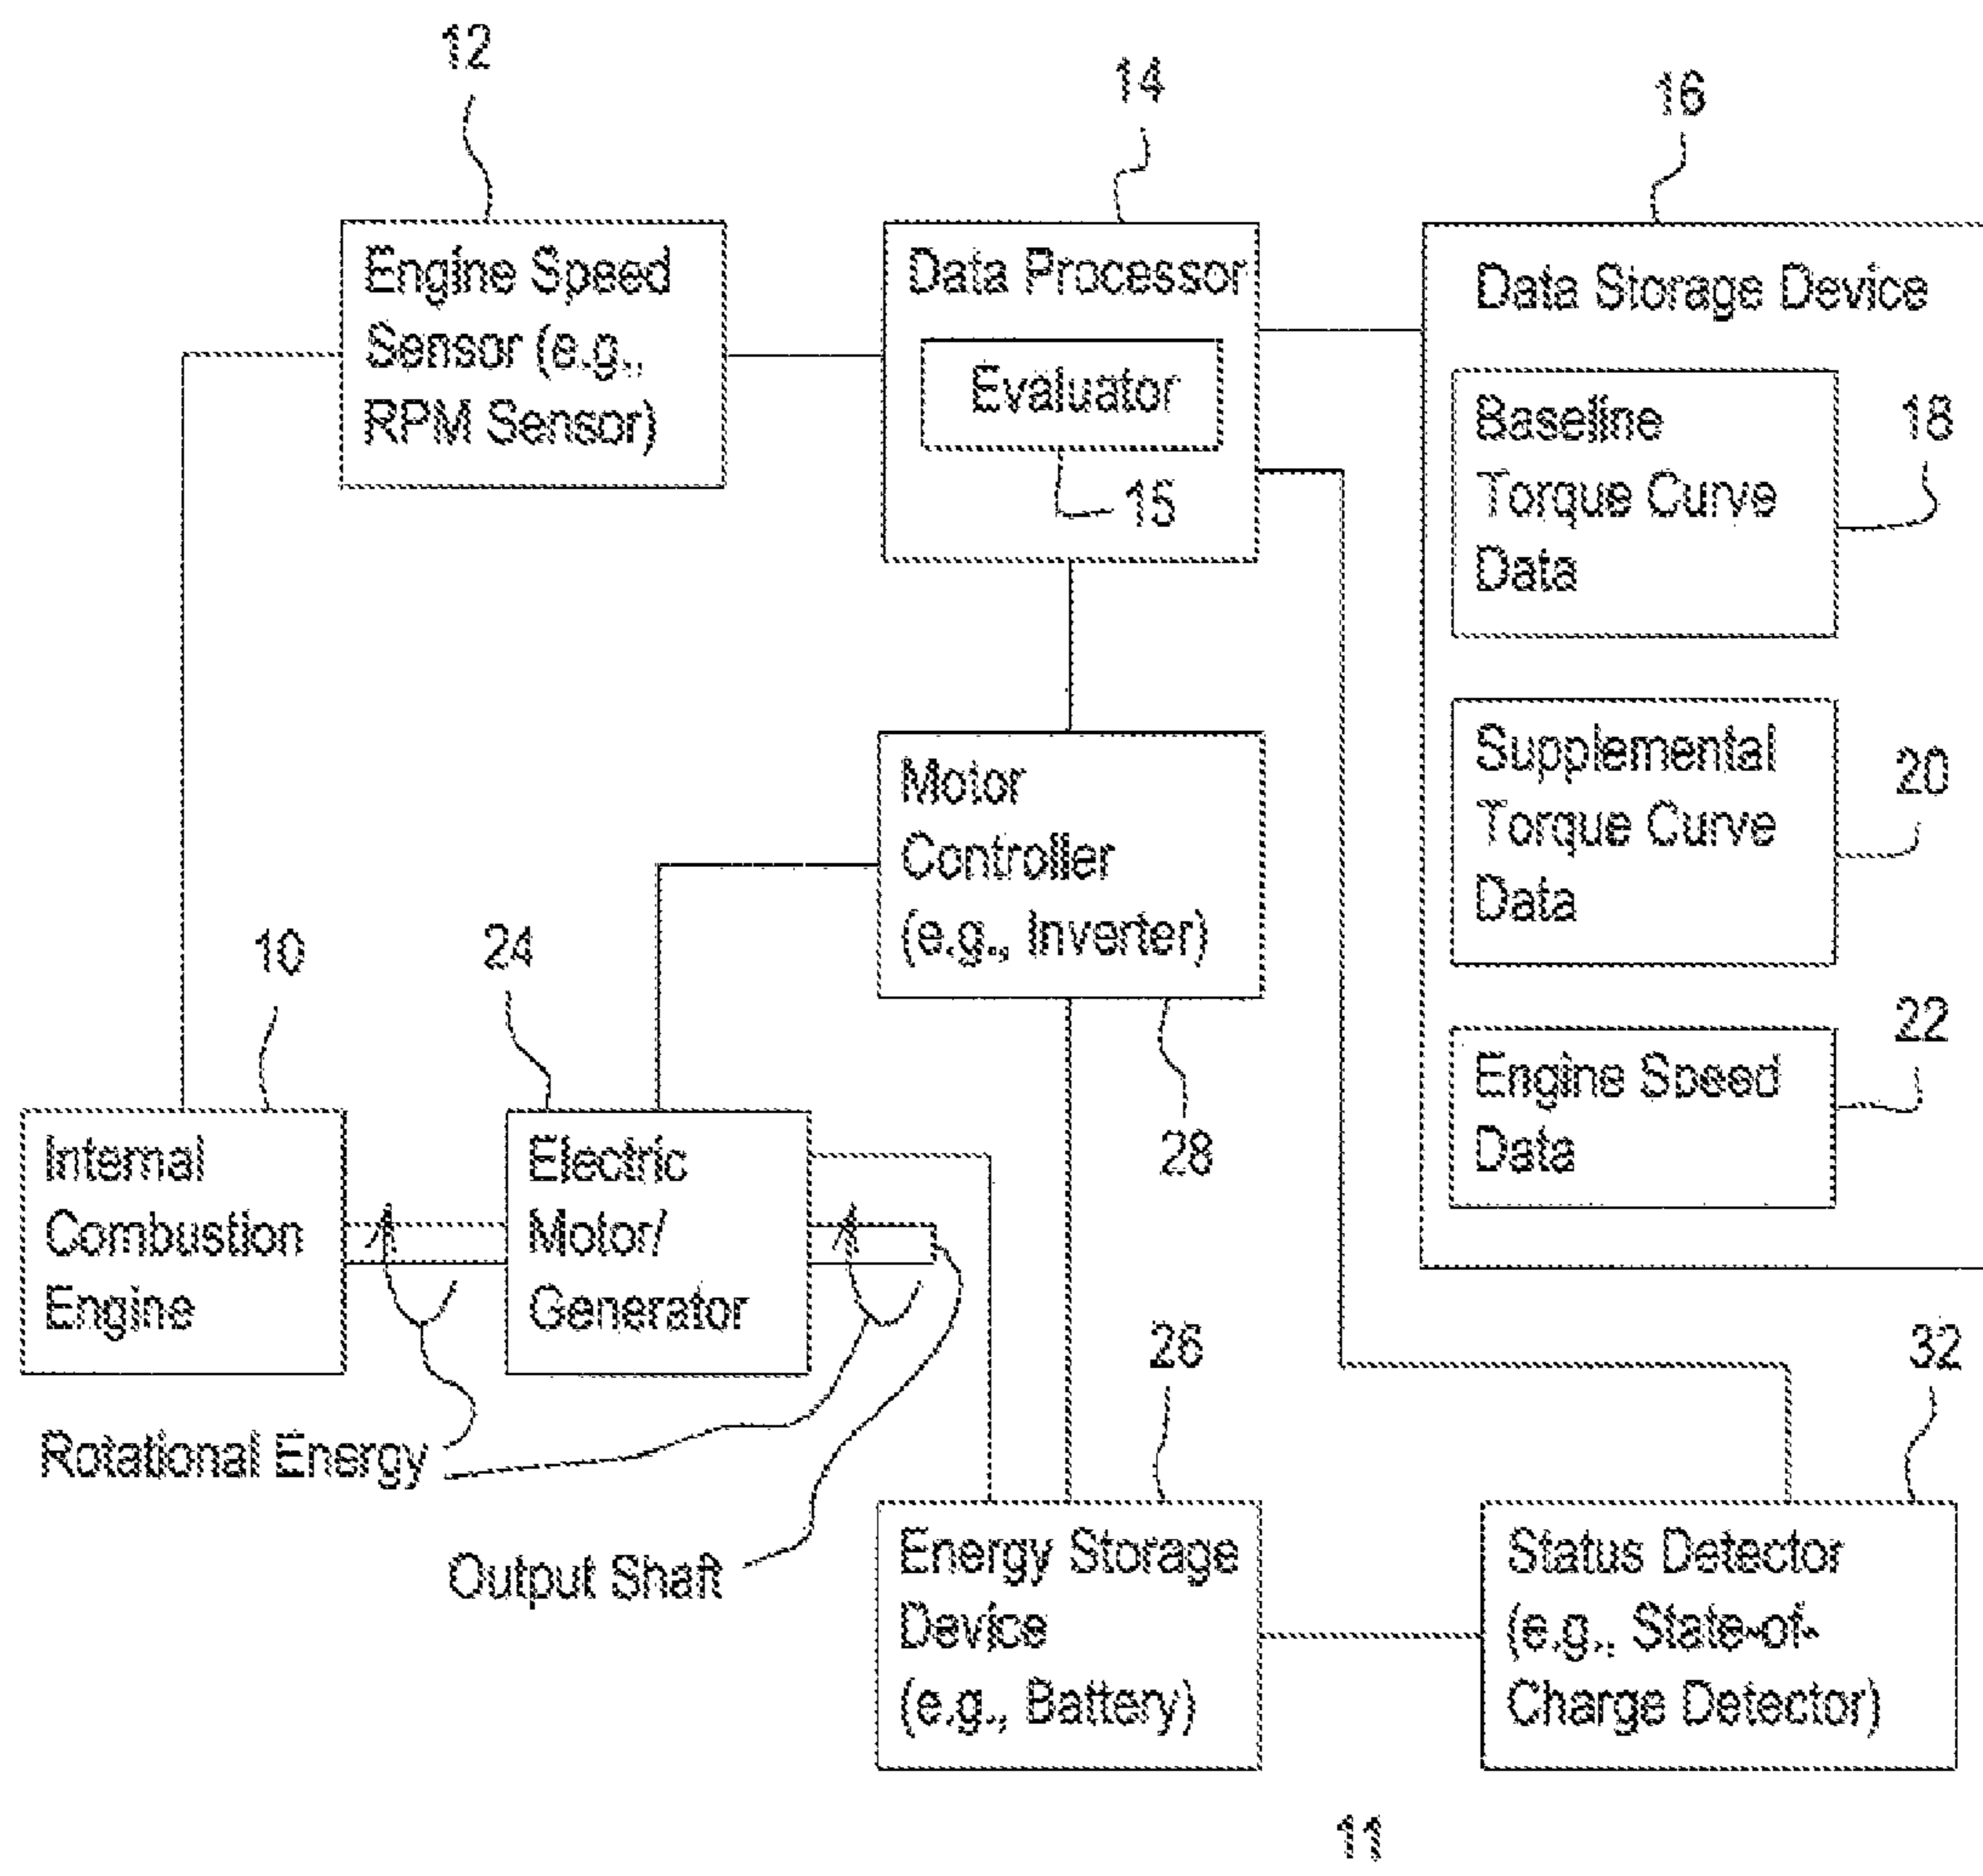 12
14
16
Engine Speed
Sensor (e.g.,
RPM Sensor)
Data Processor
Evaluator
15
Data Storage Device
Baseline
Torque Curve
Data
18
Supplemental
Torque Curve
Data
20
Engine Speed
Data
22
Motor
Controller
(e.g., Inverter)
28
10
24
Internal
Combustion
Engine
Electric
Motor/
Generator
Rotational Energy
Output Shaft
26
32
Energy Storage
Device
(e.g., Battery)
Status Detector
(e.g., State-of-
Charge Detector)
11